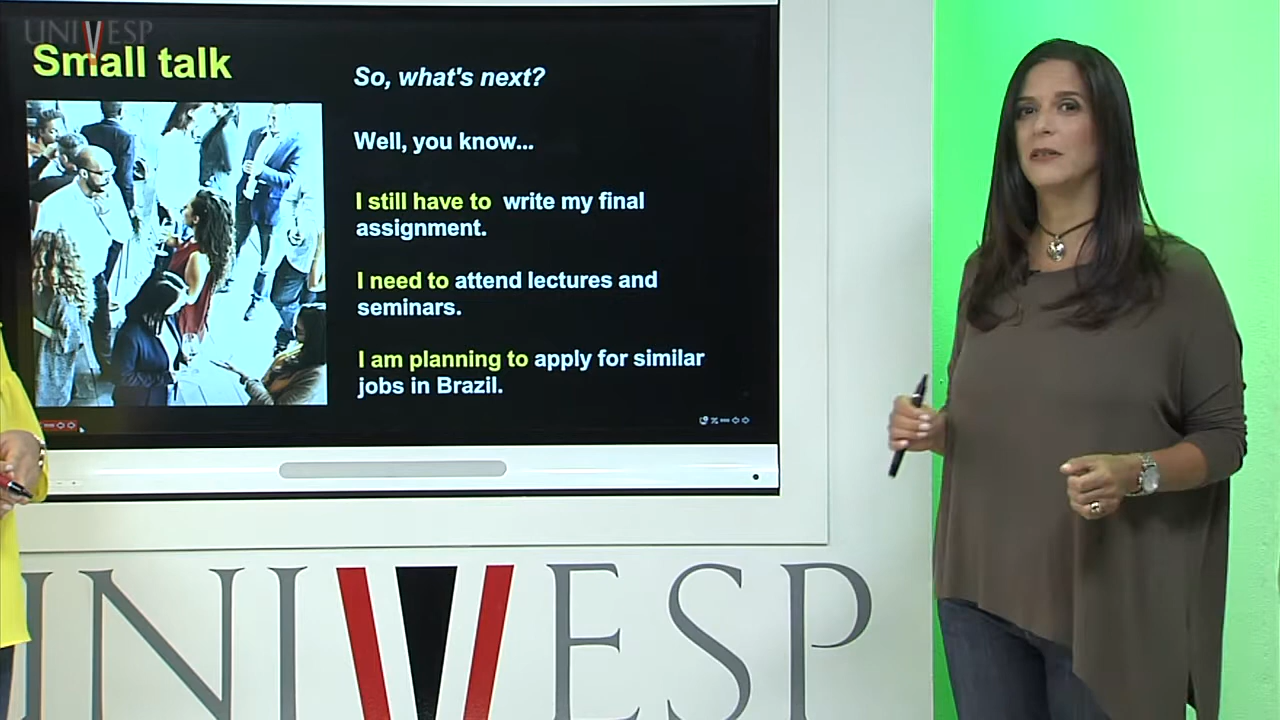 UNIVESP
Small talk
So, what's next?
Well, you know...
I still have to write my final
assignment.
I need to attend lectures and
seminars.
I am planning to apply for similar
jobs in Brazil.
UNIVESP